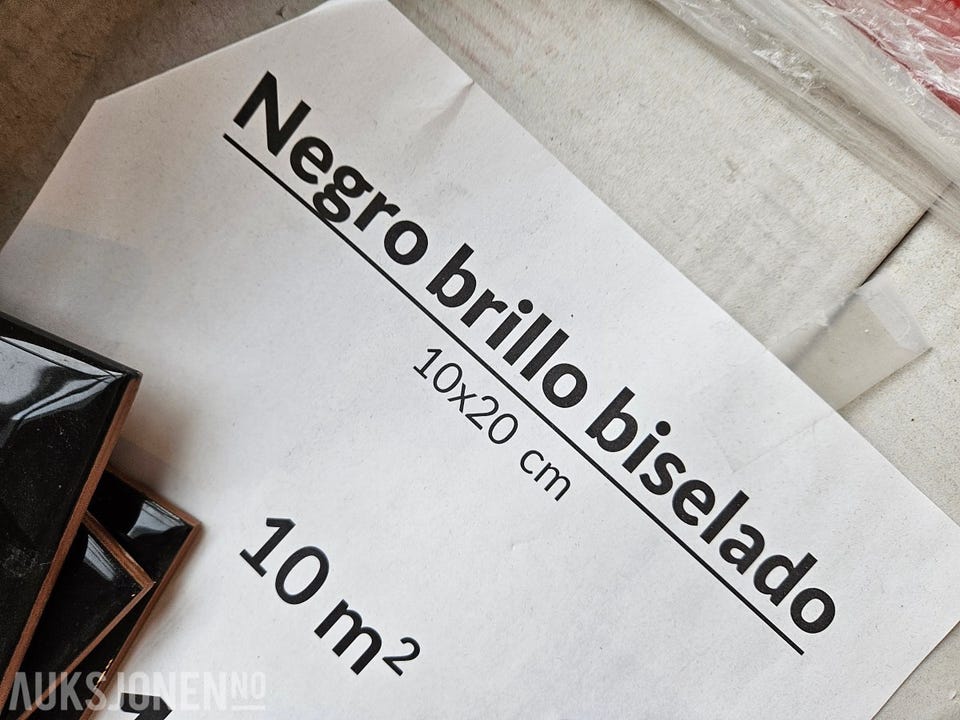 Negro brillo biselado
10x20 cm
10 m²
AUKSJONEN.NO